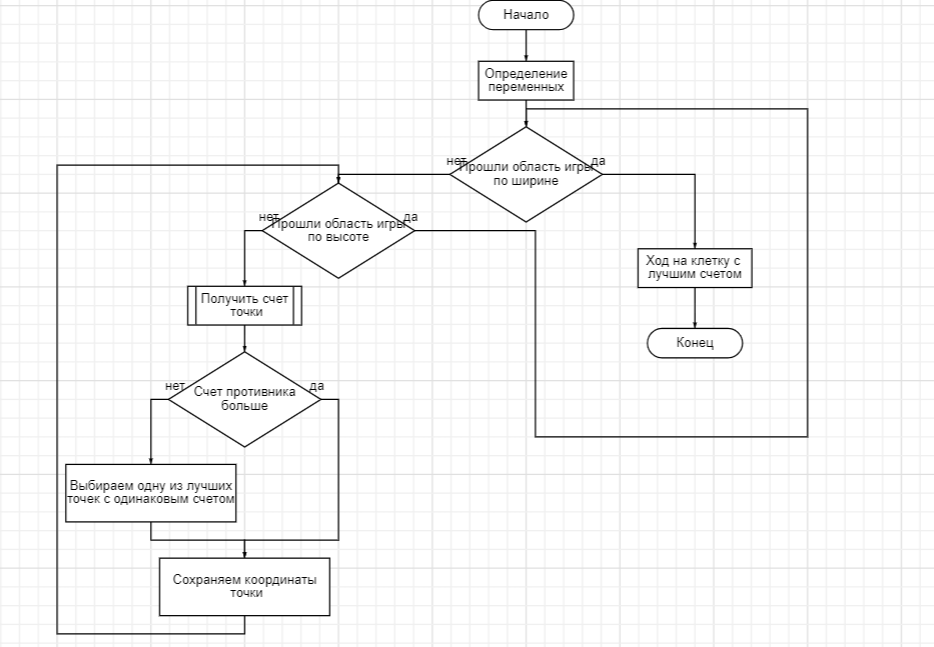 Начало
Определение
переменных
нет
Прошли область игры
по ширине
да
нет
Прошли область игры
по высоте
да
Ход на клетку с
лучшим счетом
Получить счет
точки
Конец
нет
Счет противника
больше
да
Выбираем одну из лучших
точек с одинаковым счетом
Сохраняем координаты
точки